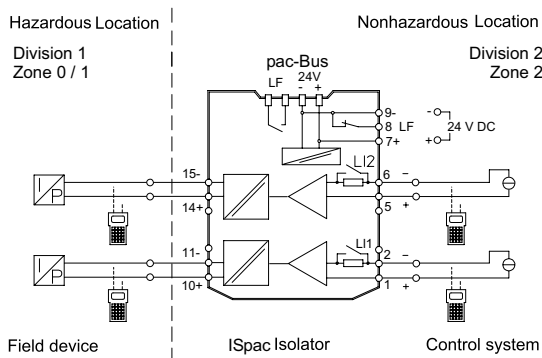 Hazardous Location
Nonhazardous Location
Division 1
Zone 0 / 1
Division 2
Zone 2
pac-Bus
LF
24V
- +
9-
8 LF
7+
-
+
24 V DC
I
P
15-
14+
LI2
6
5
−
+
I
P
11-
10+
LI1
2
1
−
+
Field device
ISpac Isolator
Control system